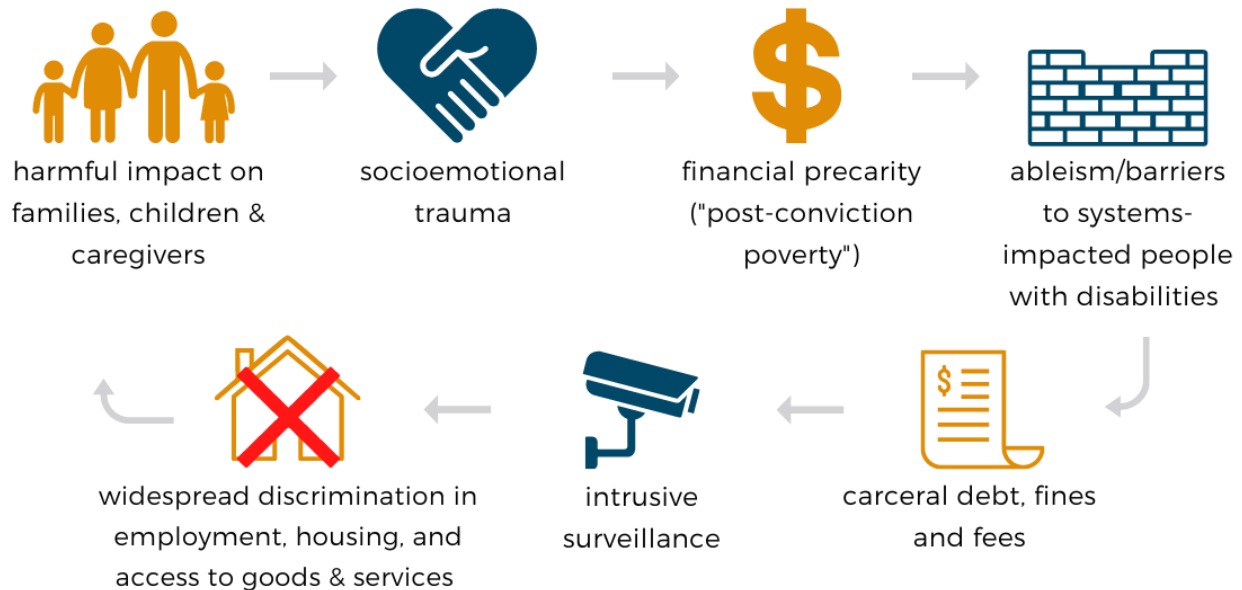 harmful impact on
families, children &
caregivers
socioemotional
trauma
financial precarity
("post-conviction
poverty")
ableism/barriers
to systems-
impacted people
with disabilities
$
carceral debt, fines
and fees
intrusive
surveillance
widespread discrimination in
employment, housing, and
access to goods & services